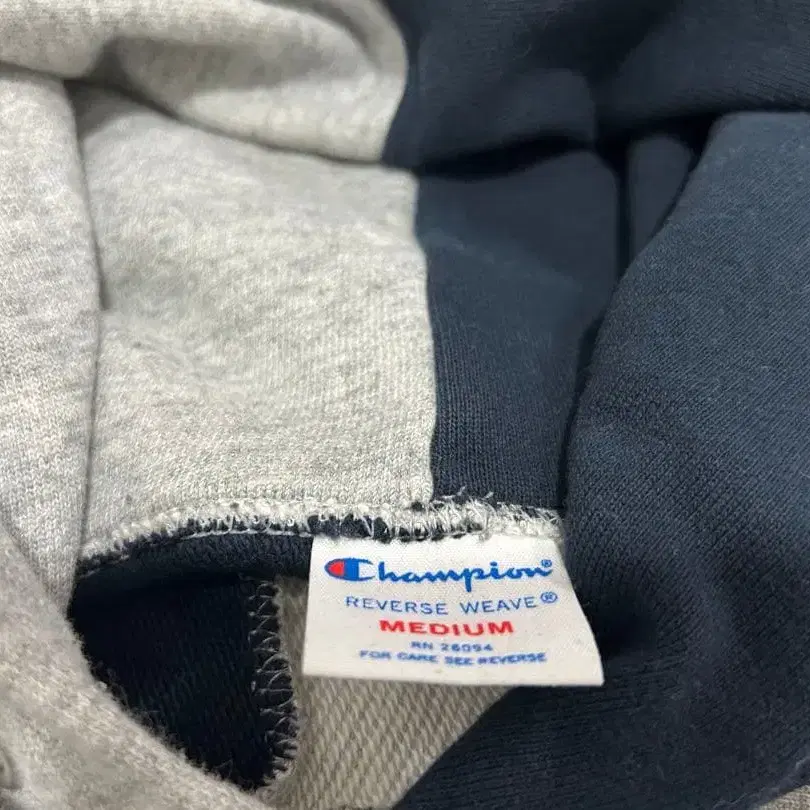 Champion®
REVERSE WEAVE®
MEDIUM
RN 26094
FOR CARE SEE REVERSE